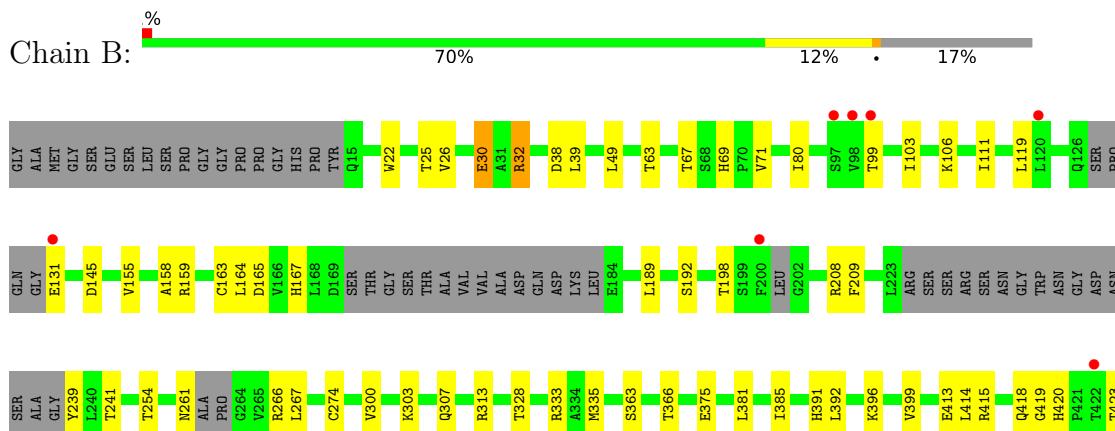 .%
Chain B:
70% 12% . 17%
GLY ALA MET GLY SER GLU SER LEU SER PRO GLY GLY PRO PRO GLY HIS PRO TYR Q15 W22 T25 V26 E30 A31 R32 D38 L39 L49 T63 T67 S68 H69 P70 V71 I80 S97 V98 T99 I103 K106 I111 L119 L120 Q126 SER PRO
GLN GLY E131 D145 V155 A158 R159 C163 L164 D165 V166 H167 L168 D169 SER THR GLY SER THR ALA VAL VAL ALA ASP GLN ASP LYS LEU E184 L189 S192 T198 S199 F200 LEU G202 R208 F209 L223 ARG SER SER ARG SER ASN GLY TRP ASN GLY ASP ASN
SER ALA GLY Y239 L240 T241 T254 N261 ALA PRO G264 V265 R266 L267 C274 V300 K303 Q307 R313 T328 R333 A334 M335 S363 T366 E375 L381 I385 H391 L392 K396 V399 E413 L414 R415 Q418 G419 H420 P421 T422